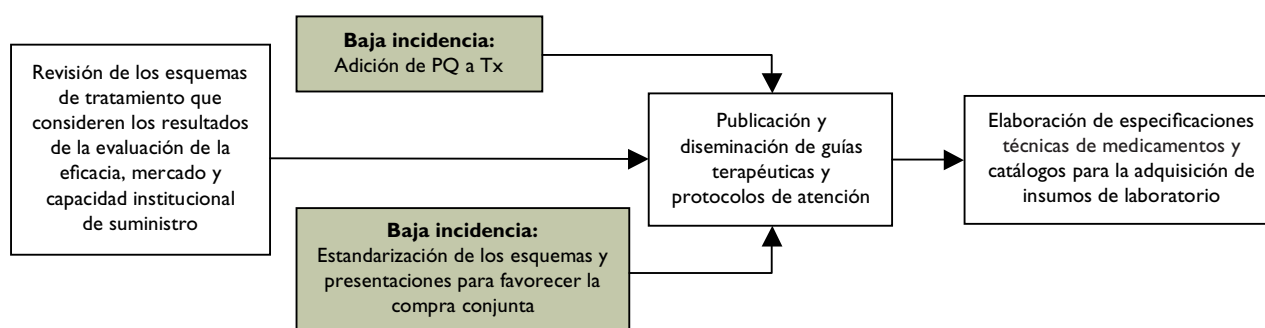 Revisión de los esquemas
de tratamiento que
consideren los resultados
de la evaluación de la
eficacia, mercado y
capacidad institucional
de suministro
Baja incidencia:
Adición de PQ a Tx
Baja incidencia:
Estandarización de los esquemas y
presentaciones para favorecer la
compra conjunta
Publicación y
diseminación de guías
terapéuticas y
protocolos de atención
Elaboración de especificaciones
técnicas de medicamentos y
catálogos para la adquisición de
insumos de laboratorio